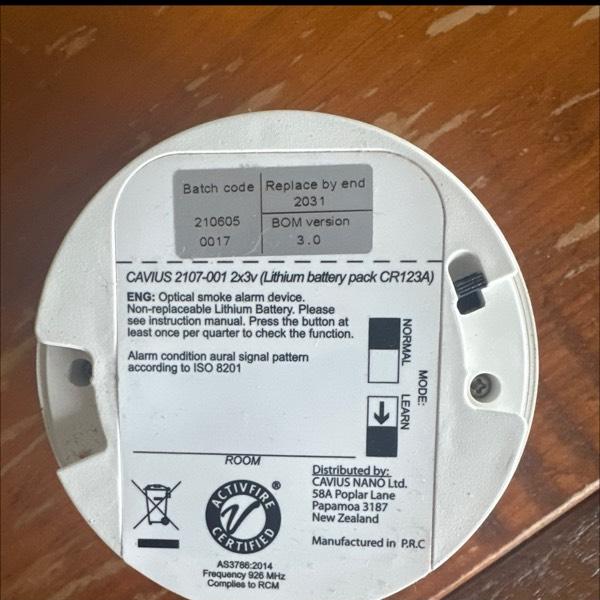 Batch code
210605
0017
Replace by end
2031
BOM version
3.0
CAVIUS 2107-001 2x3v (Lithium battery pack CR123A)
ENG: Optical smoke alarm device.
Non-replaceable Lithium Battery. Please
see instruction manual. Press the button at
least once per quarter to check the function.
Alarm condition aural signal pattern
according to ISO 8201
NORMAL
MODE:
LEARN
ROOM
ACTIVFIRE ®
CERTIFIED
AS3786:2014
Frequency 926 MHz
Complies to RCM
Distributed by:
CAVIUS NANO Ltd.
58A Poplar Lane
Papamoa 3187
New Zealand
Manufactured in P.R.C